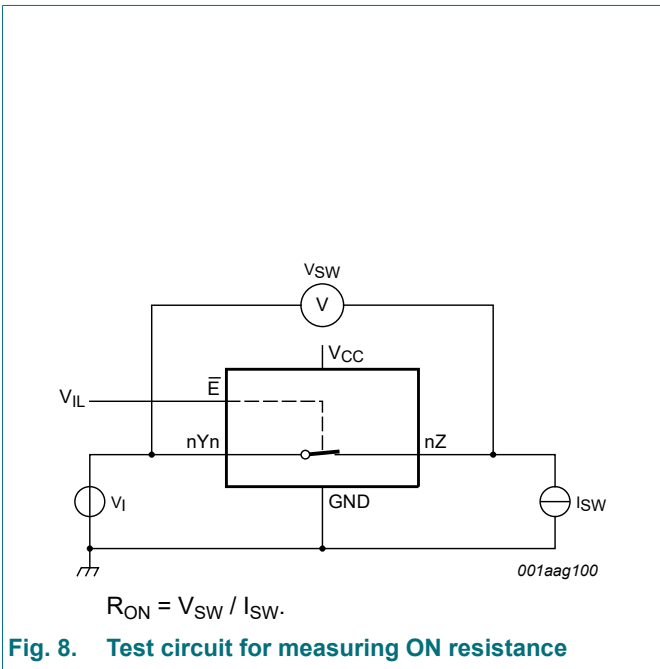 VSW
V
VCC
E
VIL
nYn
nZ
VI
GND
ISW
001aag100
RON = VSW / ISW.
Fig. 8. Test circuit for measuring ON resistance